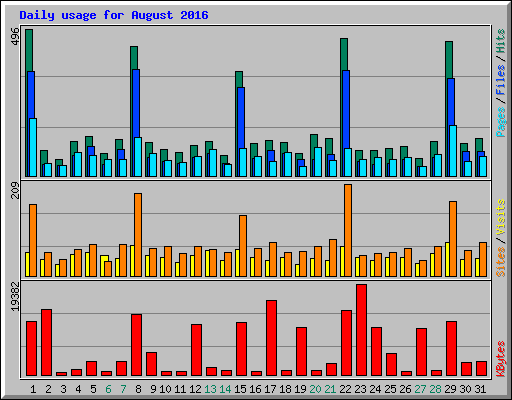 Daily usage for August 2016
496
Pages / Files / Hits
209
Sites / Visits
19382
KBytes
1 2 3 4 5 6 7 8 9 10 11 12 13 14 15 16 17 18 19 20 21 22 23 24 25 26 27 28 29 30 31